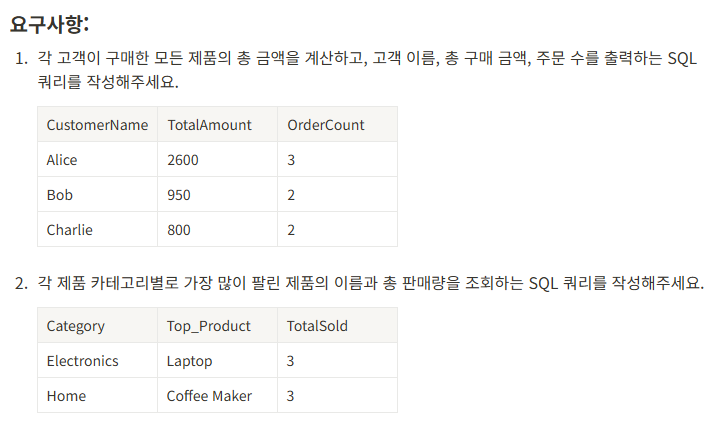 요구사항:
1. 각 고객이 구매한 모든 제품의 총 금액을 계산하고, 고객 이름, 총 구매 금액, 주문 수를 출력하는 SQL
쿼리를 작성해주세요.
CustomerName TotalAmount OrderCount
Alice 2600 3
Bob 950 2
Charlie 800 2
2. 각 제품 카테고리별로 가장 많이 팔린 제품의 이름과 총 판매량을 조회하는 SQL 쿼리를 작성해주세요.
Category Top_Product TotalSold
Electronics Laptop 3
Home Coffee Maker 3